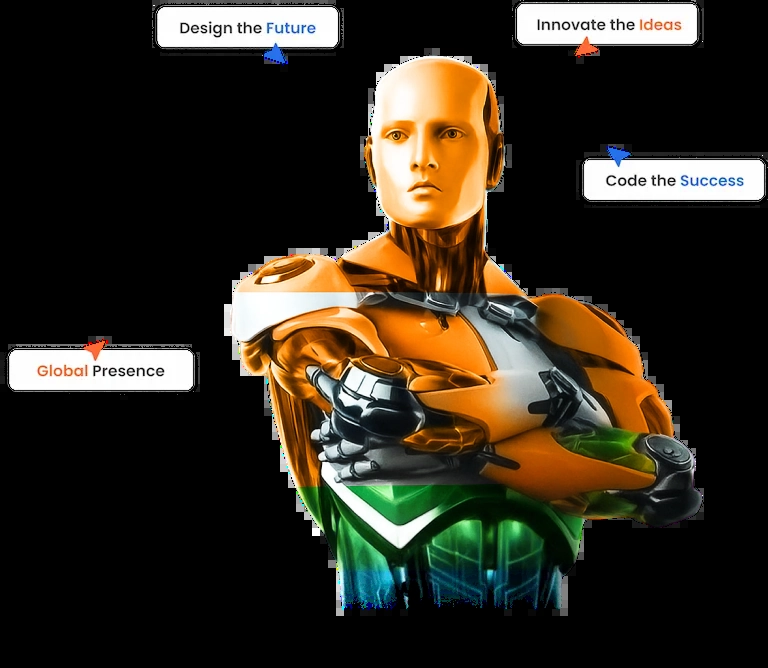 Design the Future
Innovate the Ideas
Code the Success
Global Presence